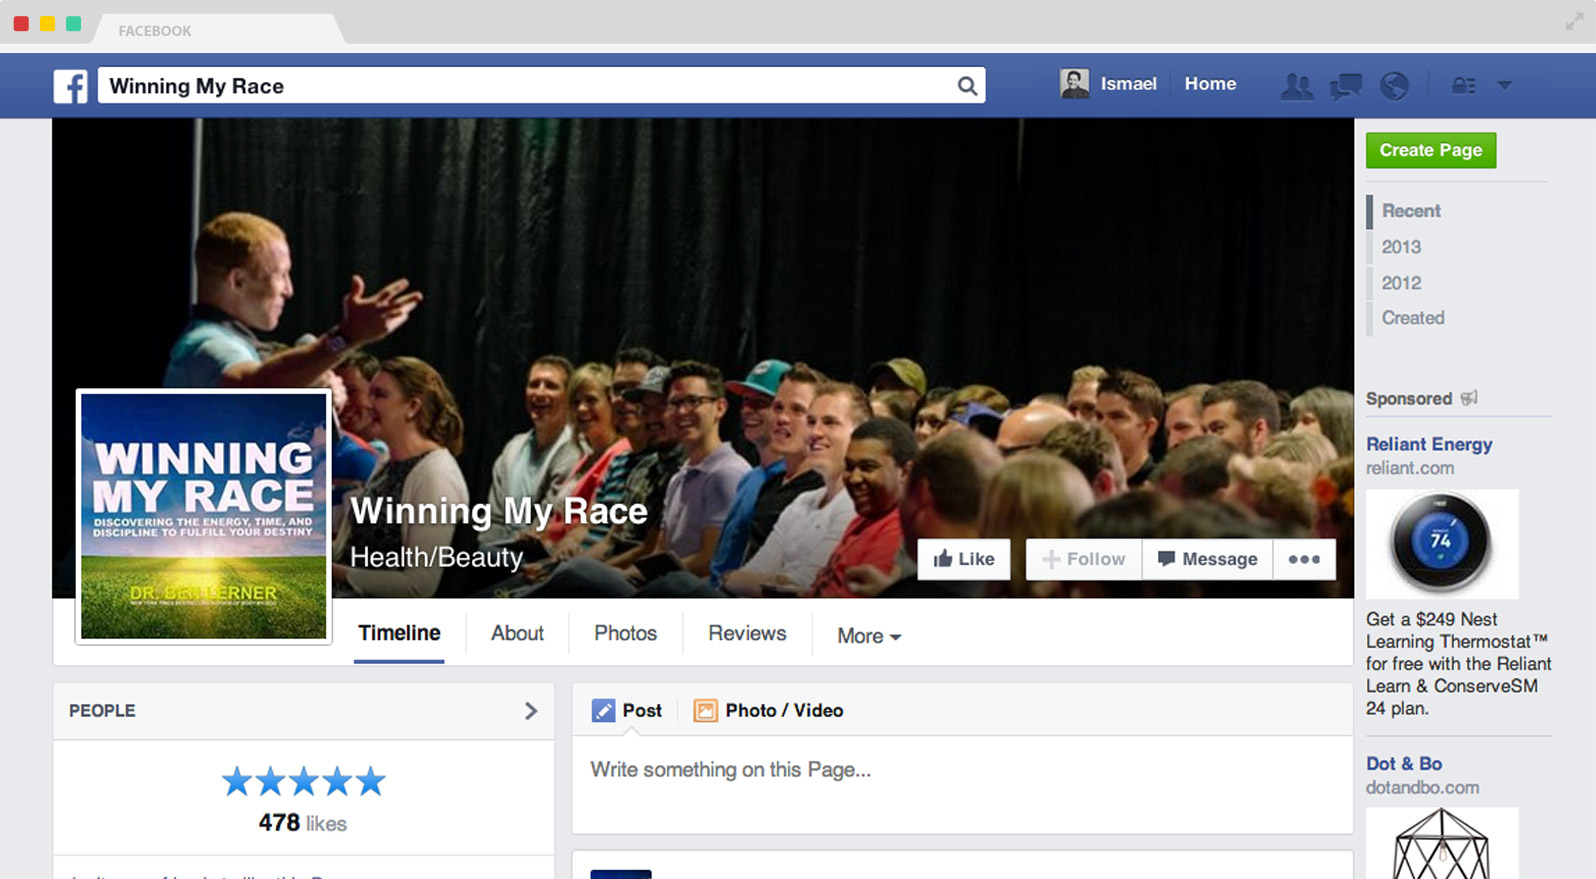 FACEBOOK
Winning My Race
Ismael
Home
Create Page
Recent
2013
2012
Created
Sponsored
Reliant Energy
reliant.com
nest
74
Get a $249 Nest
Learning Thermostat™
for free with the Reliant
Learn & ConserveSM
24 plan.
Dot & Bo
dotandbo.com
WINNING
MY RACE
DISCOVERING THE ENERGY, TIME, AND
DISCIPLINE TO FULFILL YOUR DESTINY
DR. BEN LERNER
Winning My Race
Health/Beauty
Like
Follow
Message
Timeline
About
Photos
Reviews
More
PEOPLE
478 likes
Post
Photo / Video
Write something on this Page...